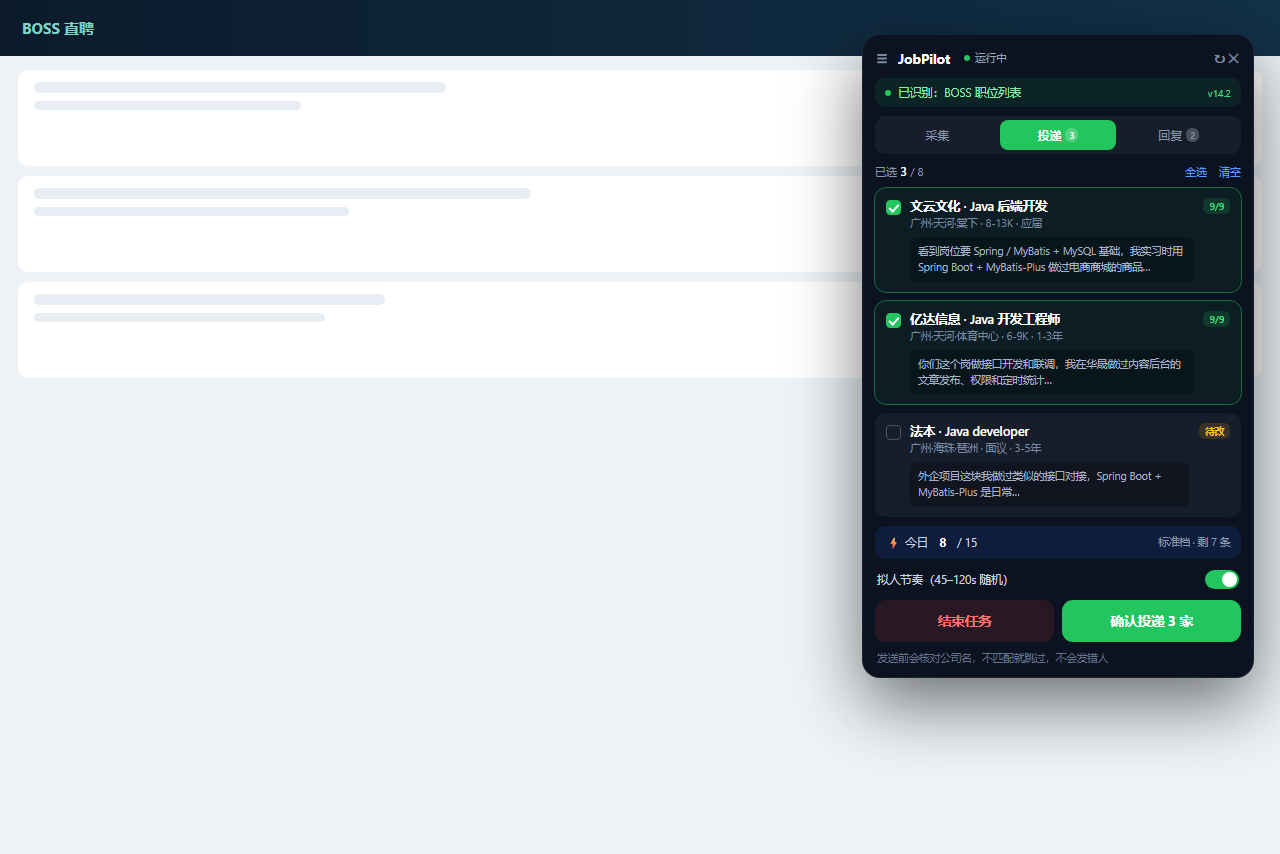 BOSS 直聘
≡ JobPilot 运行中 ↻ ✕
已识别：BOSS 职位列表 v14.2
采集 投递 3 回复 2
已选 3 / 8 全选 清空
文云文化 · Java 后端开发 9/9
广州·天河·棠下 · 8-13K · 应届
看到岗位要 Spring / MyBatis + MySQL 基础，我实习时用
Spring Boot + MyBatis-Plus 做过电商商城的商品...
亿达信息 · Java 开发工程师 9/9
广州·天河·体育中心 · 6-9K · 1-3年
你们这个岗做接口开发和联调，我在华晟做过内容后台的
文章发布、权限和定时统计...
法本 · Java developer 待改
广州·海珠·琶洲 · 面议 · 3-5年
外企项目这块我做过类似的接口对接，Spring Boot +
MyBatis-Plus 是日常...
今日 8 / 15 标准档 · 剩 7 条
拟人节奏（45–120s 随机）
结束任务 确认投递 3 家
发送前会核对公司名，不匹配就跳过，不会发错人